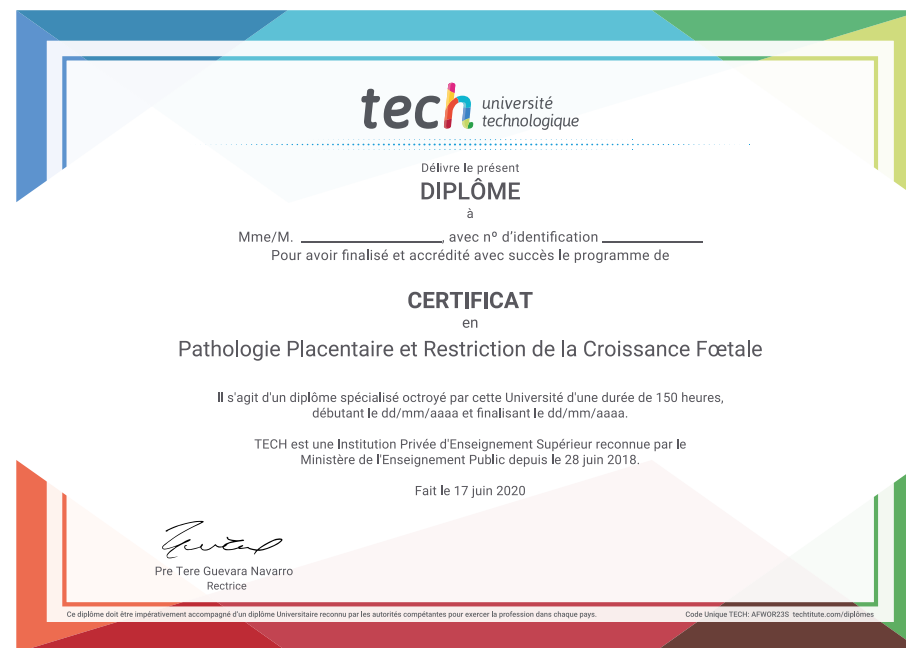 tech université
technologique
Délivre le présent
DIPLÔME
à
Mme/M. ____________________, avec nº d'identification ______________
Pour avoir finalisé et accrédité avec succès le programme de
CERTIFICAT
en
Pathologie Placentaire et Restriction de la Croissance Fœtale
Il s'agit d'un diplôme spécialisé octroyé par cette Université d'une durée de 150 heures,
débutant le dd/mm/aaaa et finalisant le dd/mm/aaaa.
TECH est une Institution Privée d'Enseignement Supérieur reconnue par le
Ministère de l'Enseignement Public depuis le 28 juin 2018.
Fait le 17 juin 2020
Pre Tere Guevara Navarro
Rectrice
Ce diplôme doit être impérativement accompagné d'un diplôme Universitaire reconnu par les autorités compétantes pour exercer la profession dans chaque pays.
Code Unique TECH: AFWOR23S techtitute.com/diplômes